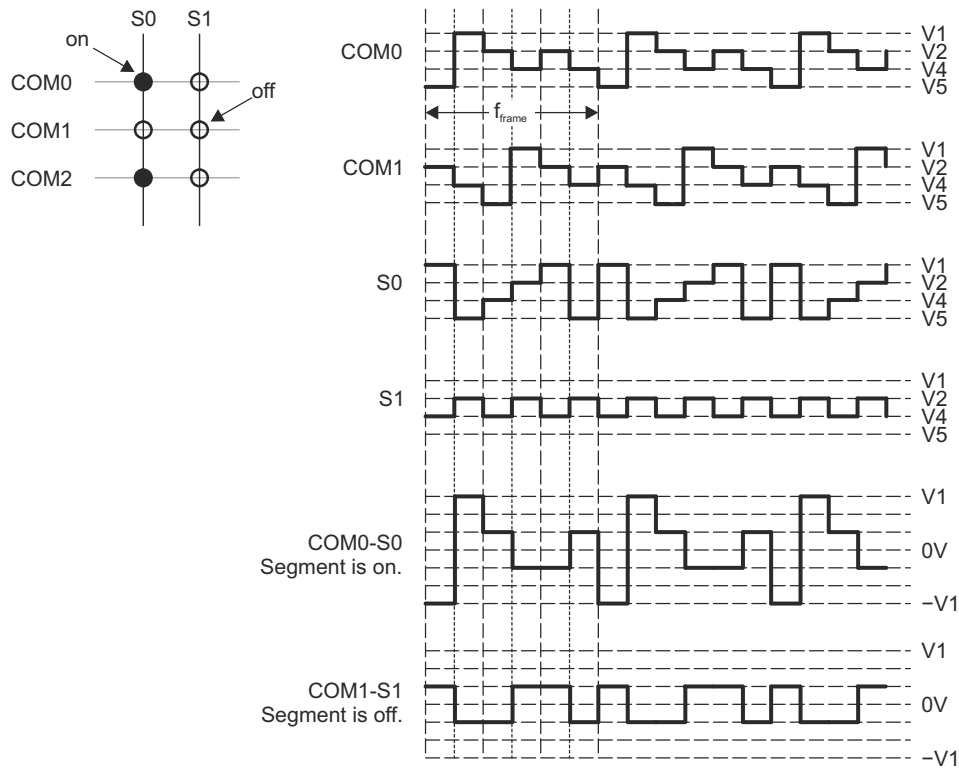 S0 S1
on
COM0
off
COM1
COM2
COM0
V1
V2
V4
V5
fframe
COM1
V1
V2
V4
V5
S0
V1
V2
V4
V5
S1
V1
V2
V4
V5
COM0-S0
Segment is on.
V1
0V
−V1
COM1-S1
Segment is off.
V1
0V
−V1